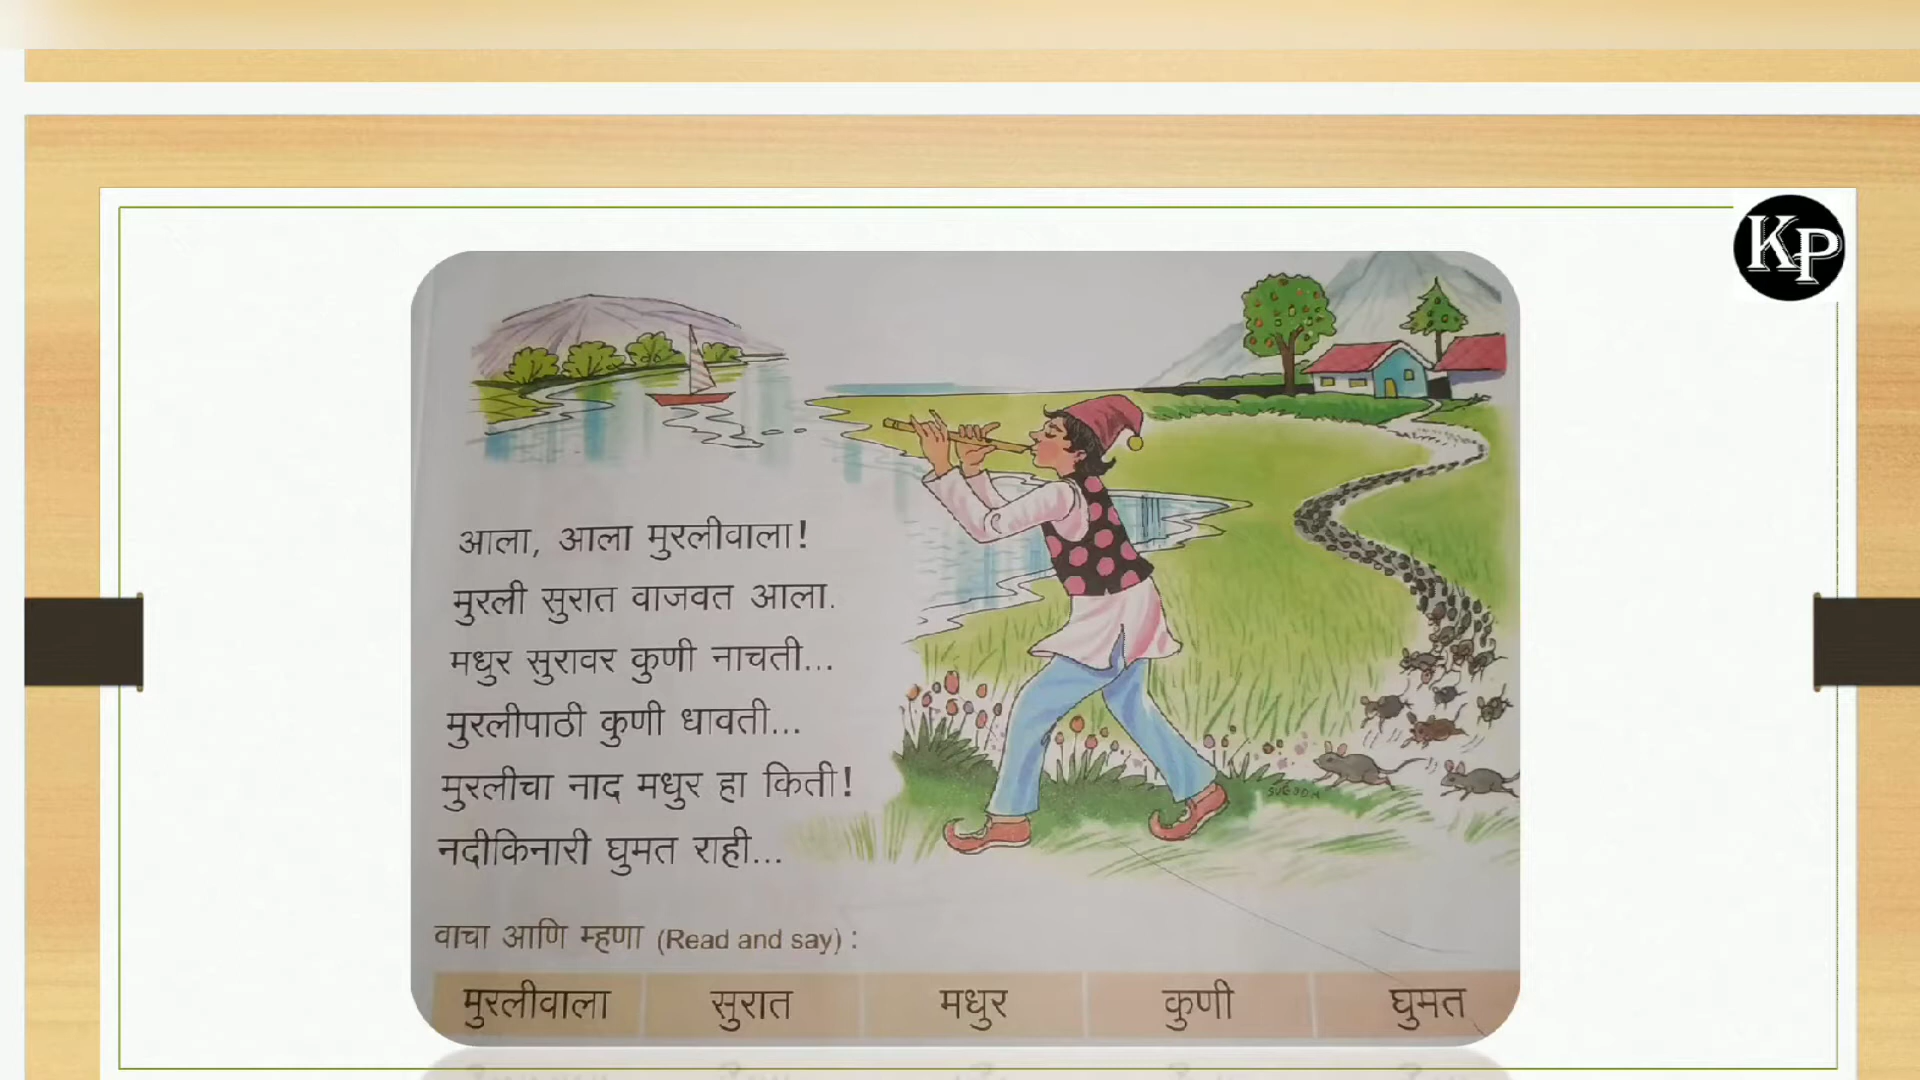 KP
आला, आला मुरलीवाला!
मुरली सुरात वाजवत आला.
मधुर सुरावर कुणी नाचती...
मुरलीपाठी कुणी धावती...
मुरलीचा नाद मधुर हा किती!
नदीकिनारी घुमत राही...
वाचा आणि म्हणा (Read and say) :
मुरलीवाला सुरात मधुर कुणी घुमत